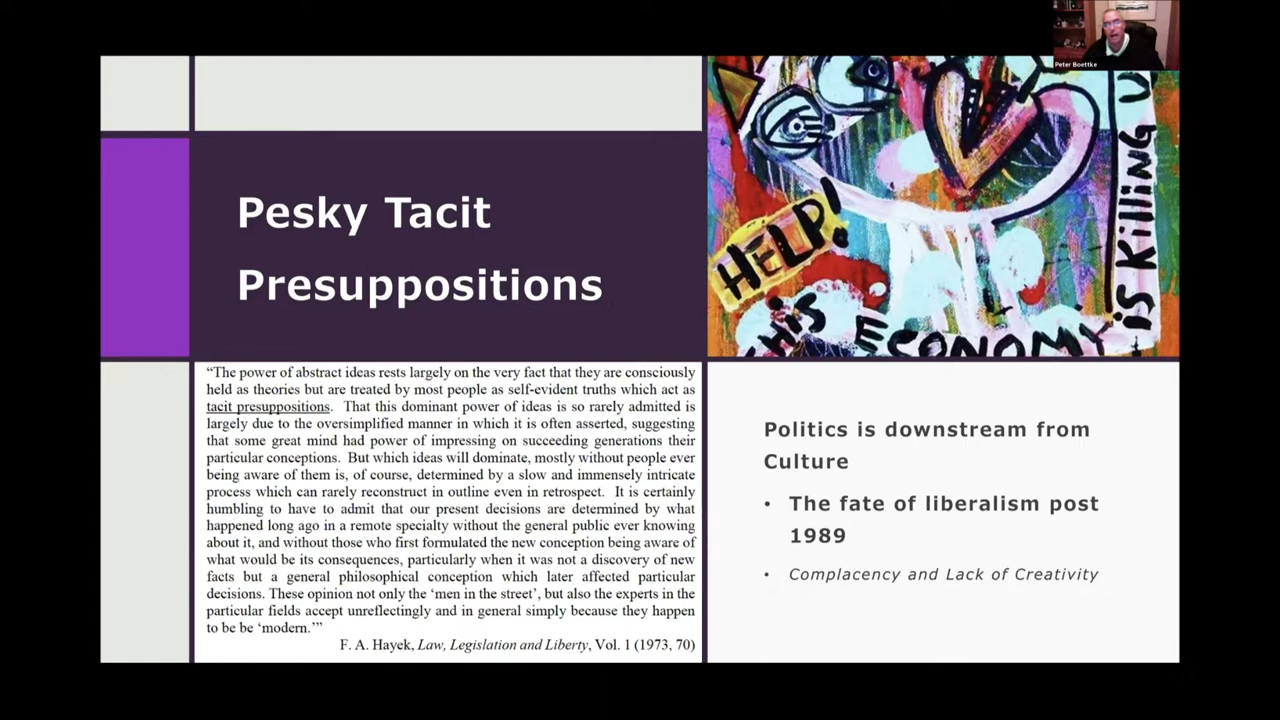 Peter Boettke
Pesky Tacit
Presuppositions
HELP!
THIS ECONOMY
IS KiLLiNG U
“The power of abstract ideas rests largely on the very fact that they are consciously
held as theories but are treated by most people as self-evident truths which act as
tacit presuppositions. That this dominant power of ideas is so rarely admitted is
largely due to the oversimplified manner in which it is often asserted, suggesting
that some great mind had power of impressing on succeeding generations their
particular conceptions. But which ideas will dominate, mostly without people ever
being aware of them is, of course, determined by a slow and immensely intricate
process which can rarely reconstruct in outline even in retrospect. It is certainly
humbling to have to admit that our present decisions are determined by what
happened long ago in a remote specialty without the general public ever knowing
about it, and without those who first formulated the new conception being aware of
what would be its consequences, particularly when it was not a discovery of new
facts but a general philosophical conception which later affected particular
decisions. These opinion not only the ‘men in the street’, but also the experts in the
particular fields accept unreflectingly and in general simply because they happen
to be be ‘modern.’”
F. A. Hayek, Law, Legislation and Liberty, Vol. 1 (1973, 70)
Politics is downstream from
Culture
• The fate of liberalism post
1989
• Complacency and Lack of Creativity